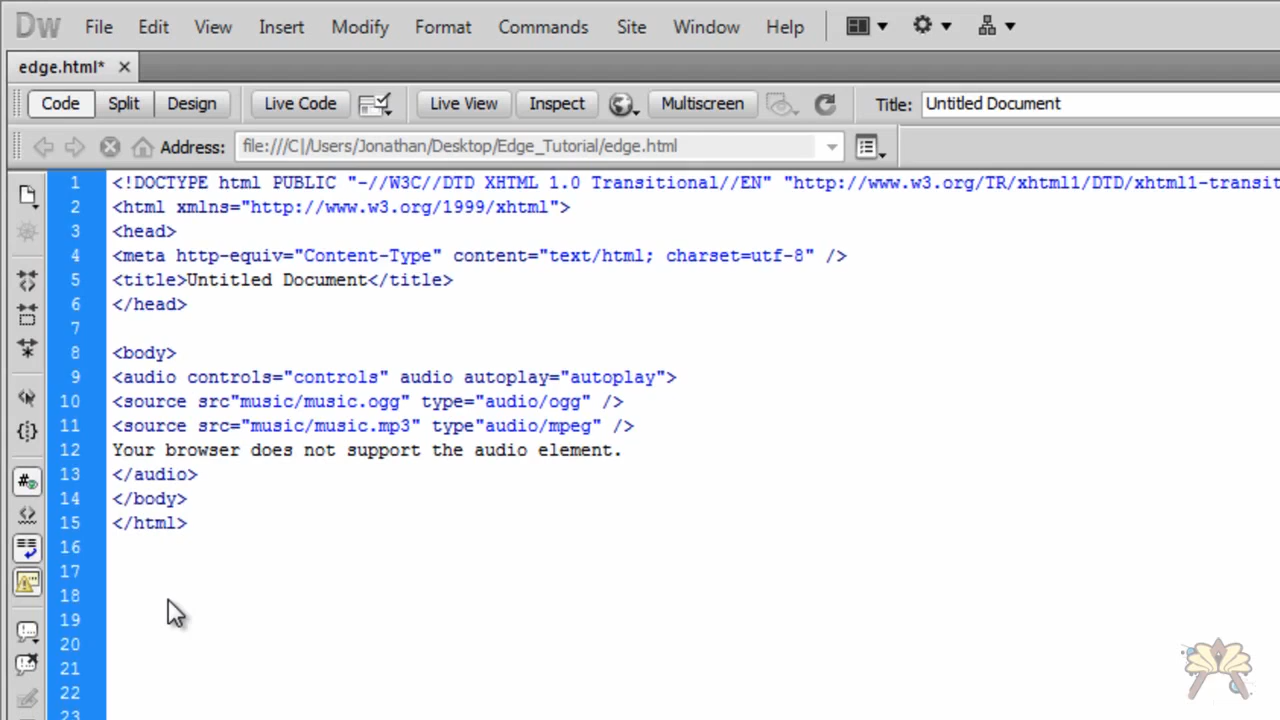 Dw File Edit View Insert Modify Format Commands Site Window Help
edge.html*
Code Split Design Live Code Live View Inspect Multiscreen Title: Untitled Document
Address: file:///C|/Users/Jonathan/Desktop/Edge_Tutorial/edge.html
1 <!DOCTYPE html PUBLIC "-//W3C//DTD XHTML 1.0 Transitional//EN" "http://www.w3.org/TR/xhtml1/DTD/xhtml1-transit
2 <html xmlns="http://www.w3.org/1999/xhtml">
3 <head>
4 <meta http-equiv="Content-Type" content="text/html; charset=utf-8" />
5 <title>Untitled Document</title>
6 </head>
7
8 <body>
9 <audio controls="controls" audio autoplay="autoplay">
10 <source src"music/music.ogg" type="audio/ogg" />
11 <source src="music/music.mp3" type"audio/mpeg" />
12 Your browser does not support the audio element.
13 </audio>
14 </body>
15 </html>
16
17
18
19
20
21
22
23